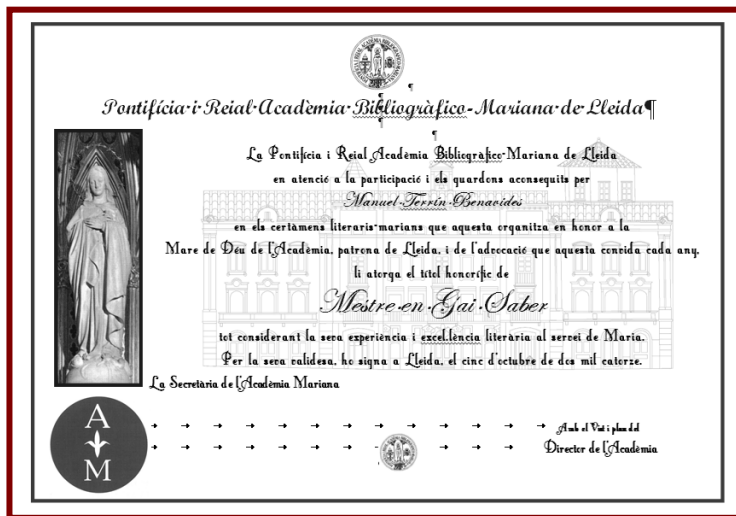 Pontifícia·i·Reial·Acadèmia·Bibliogràfico·-Mariana·de·Lleida¶
La Pontifícia i Reial Acadèmia Bibliogràfico-Mariana de Lleida
en atenció a la participació i els guardons aconseguits per
Manuel·Terrín·Benavides
en els certàmens literaris-marians que aquesta organitza en honor a la
Mare de Déu de l'Acadèmia, patrona de Lleida, i de l'advocació que aquesta convida cada any,
li atorga el títol honorífic de
Mestre·en·Gai·Saber
tot considerant la seva experiència i excel.lència literària al servei de Maria.
Per la seva validesa, ho signa a Lleida, el cinc d'octubre de dos mil catorze.
La Secretària de l'Acadèmia Mariana
A
M
Amb el Vist i plau del
Director de l'Acadèmia